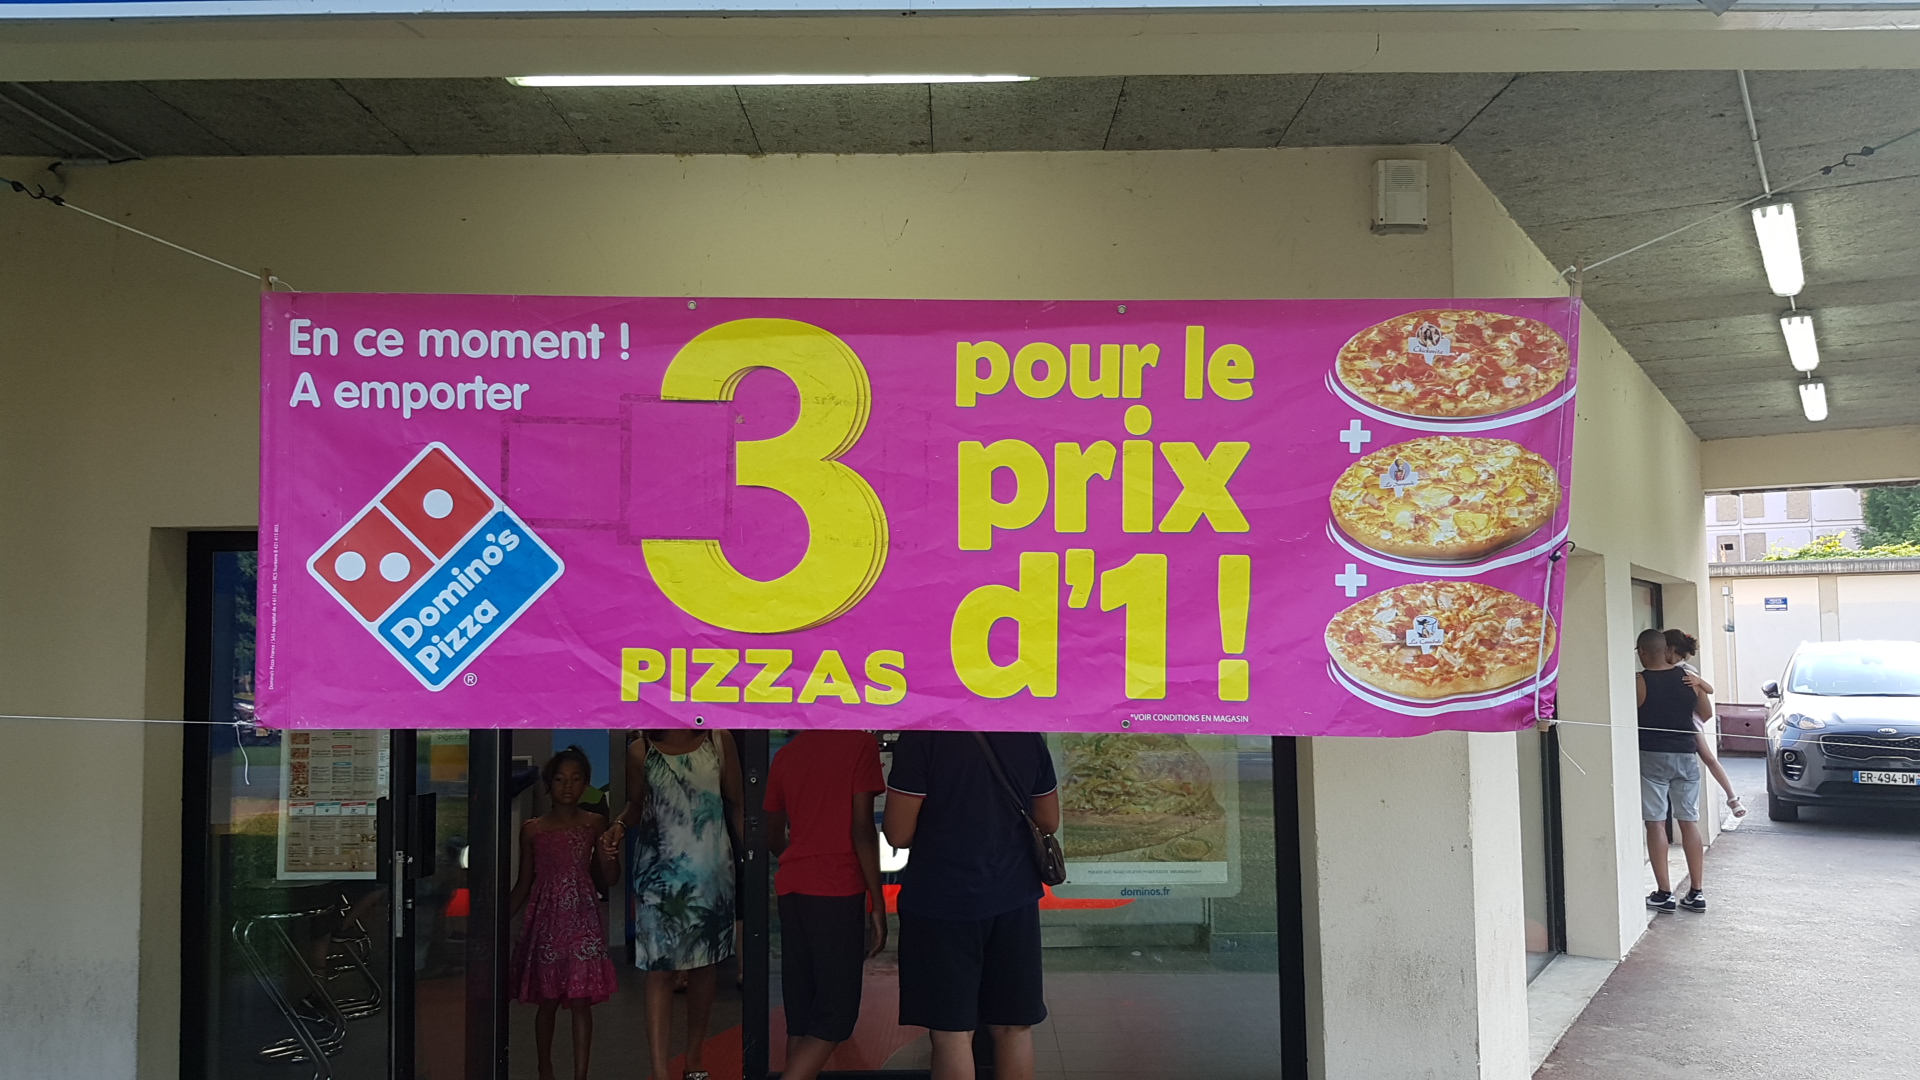 En ce moment !
A emporter
3
PIZZAS
pour le
prix
d'1 !
Domino's
Pizza
®
+
+
*VOIR CONDITIONS EN MAGASIN
dominos.fr
ER-494-DW